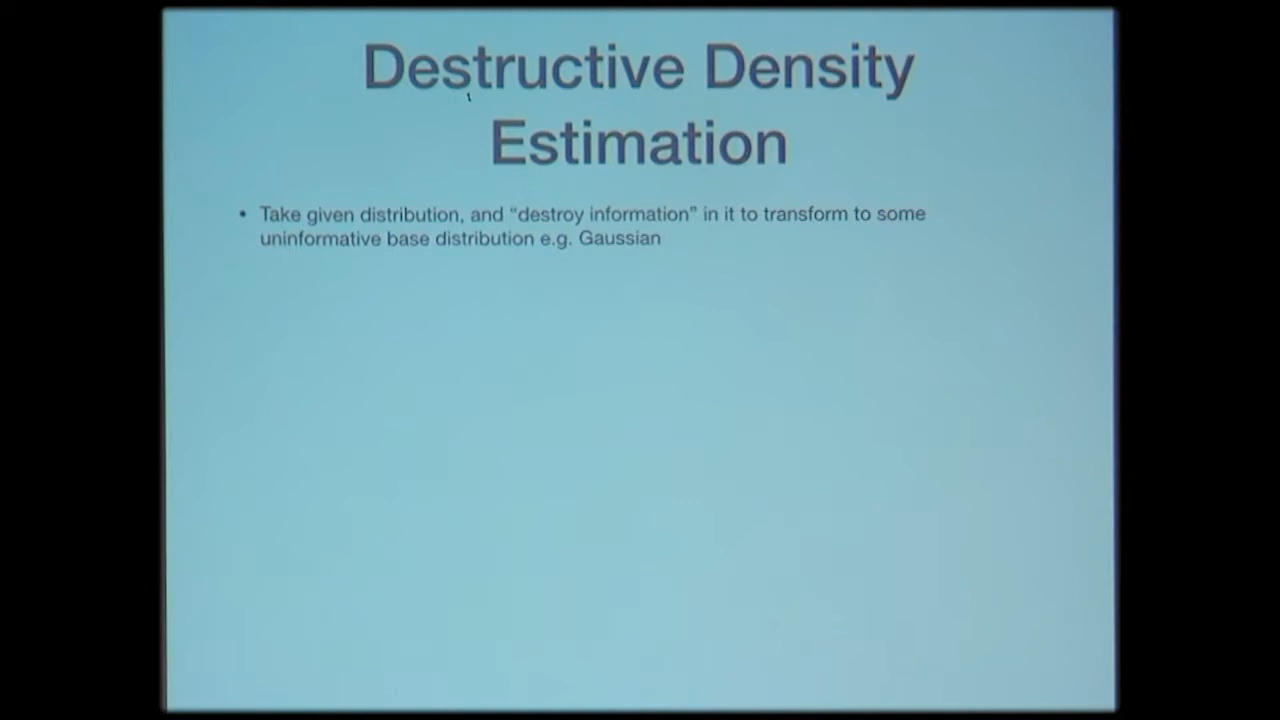 Destructive Density
Estimation
• Take given distribution, and “destroy information” in it to transform to some
uninformative base distribution e.g. Gaussian